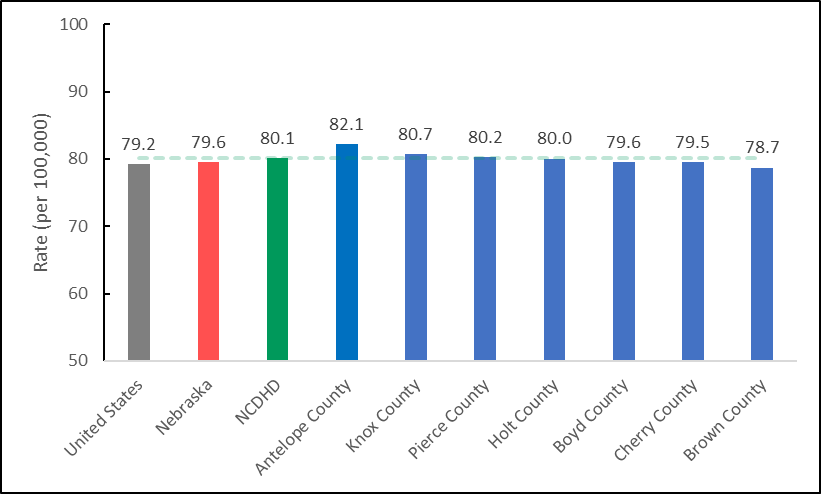 100
90
80
70
60
50
Rate (per 100,000)
79.2
79.6
80.1
82.1
80.7
80.2
80.0
79.6
79.5
78.7
United States
Nebraska
NCDHD
Antelope County
Knox County
Pierce County
Holt County
Boyd County
Cherry County
Brown County